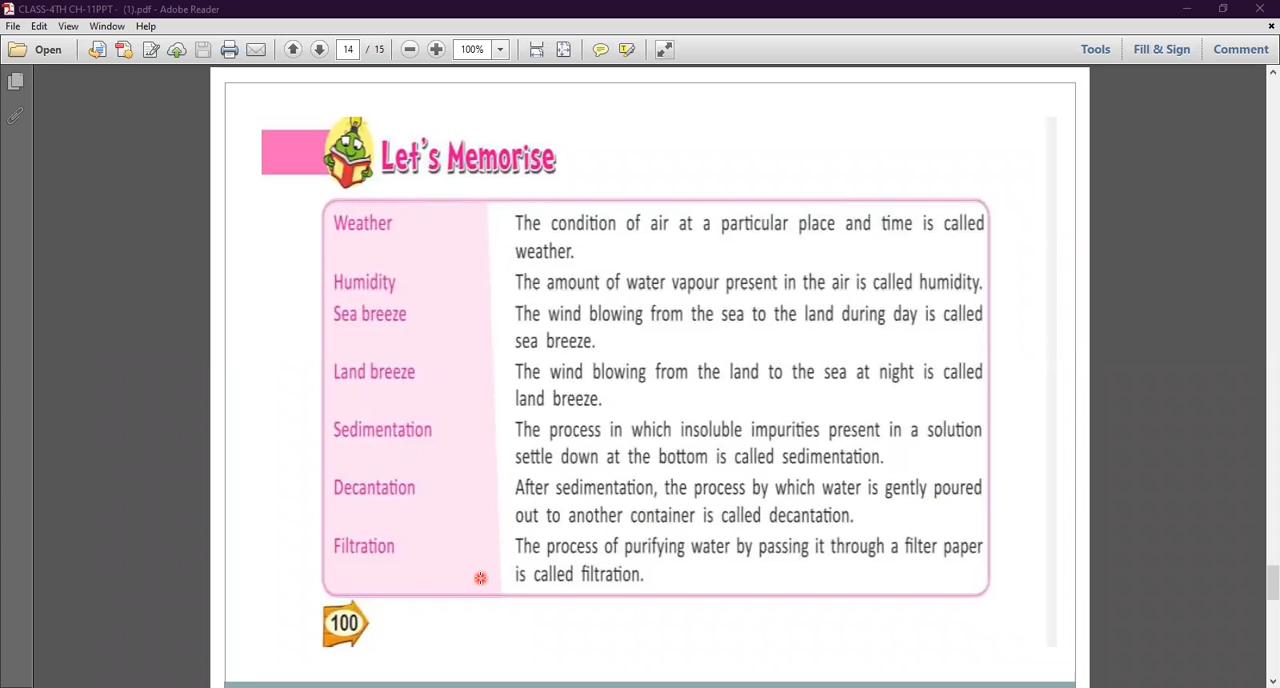 CLASS-4TH CH-11PPT - (1).pdf - Adobe Reader
File Edit View Window Help
Open 14 / 15 100% Tools Fill & Sign Comment
Let's Memorise
Weather The condition of air at a particular place and time is called
weather.
Humidity The amount of water vapour present in the air is called humidity.
Sea breeze The wind blowing from the sea to the land during day is called
sea breeze.
Land breeze The wind blowing from the land to the sea at night is called
land breeze.
Sedimentation The process in which insoluble impurities present in a solution
settle down at the bottom is called sedimentation.
Decantation After sedimentation, the process by which water is gently poured
out to another container is called decantation.
Filtration The process of purifying water by passing it through a filter paper
is called filtration.
100